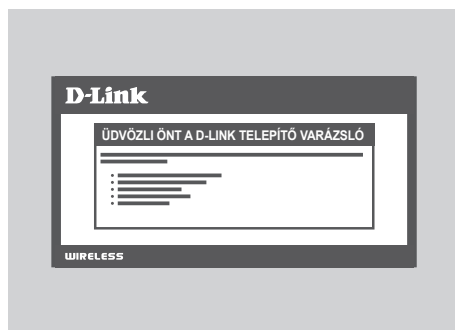 D-Link
ÜDVÖZLI ÖNT A D-LINK TELEPÍTŐ VARÁZSLÓ
WIRELESS